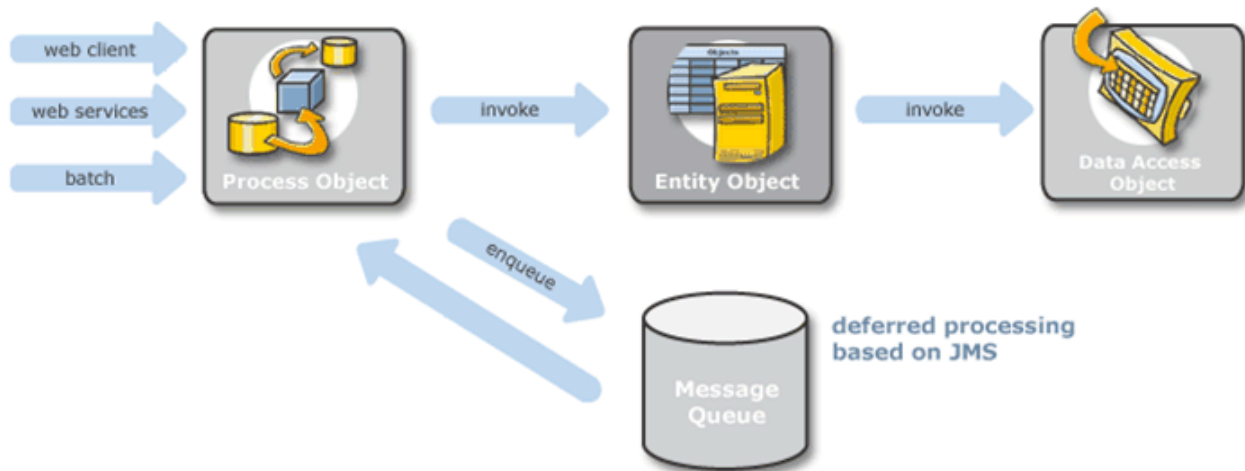 web client
web services
batch
Process Object
invoke
Objects
Entity Object
invoke
Data Access
Object
enqueue
Message
Queue
deferred processing
based on JMS